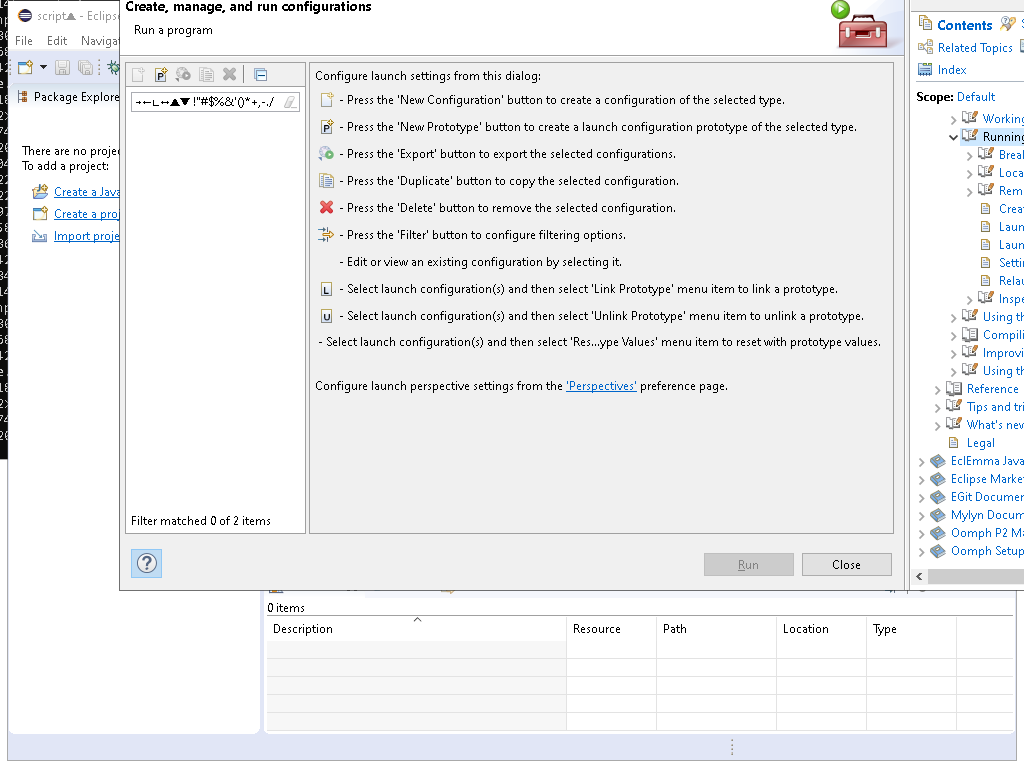 Create, manage, and run configurations
Run a program
script▲ - Eclipse
File Edit Naviga
Package Explore
There are no proje
To add a project:
Create a Java
Create a proj
Import proje
→←∟↔▲▼ !"#$%&'()*+,-./
Filter matched 0 of 2 items
Configure launch settings from this dialog:
- Press the 'New Configuration' button to create a configuration of the selected type.
- Press the 'New Prototype' button to create a launch configuration prototype of the selected type.
- Press the 'Export' button to export the selected configurations.
- Press the 'Duplicate' button to copy the selected configuration.
- Press the 'Delete' button to remove the selected configuration.
- Press the 'Filter' button to configure filtering options.
- Edit or view an existing configuration by selecting it.
L - Select launch configuration(s) and then select 'Link Prototype' menu item to link a prototype.
U - Select launch configuration(s) and then select 'Unlink Prototype' menu item to unlink a prototype.
- Select launch configuration(s) and then select 'Res...ype Values' menu item to reset with prototype values.
Configure launch perspective settings from the 'Perspectives' preference page.
Run Close
Contents
Related Topics
Index
Scope: Default
Working
Running
Brea
Loca
Rem
Crea
Laun
Laun
Setti
Relau
Inspe
Using th
Compili
Improvi
Using th
Reference
Tips and tri
What's new
Legal
EclEmma Java
Eclipse Marke
EGit Documen
Mylyn Docum
Oomph P2 Ma
Oomph Setup
0 items
Description Resource Path Location Type